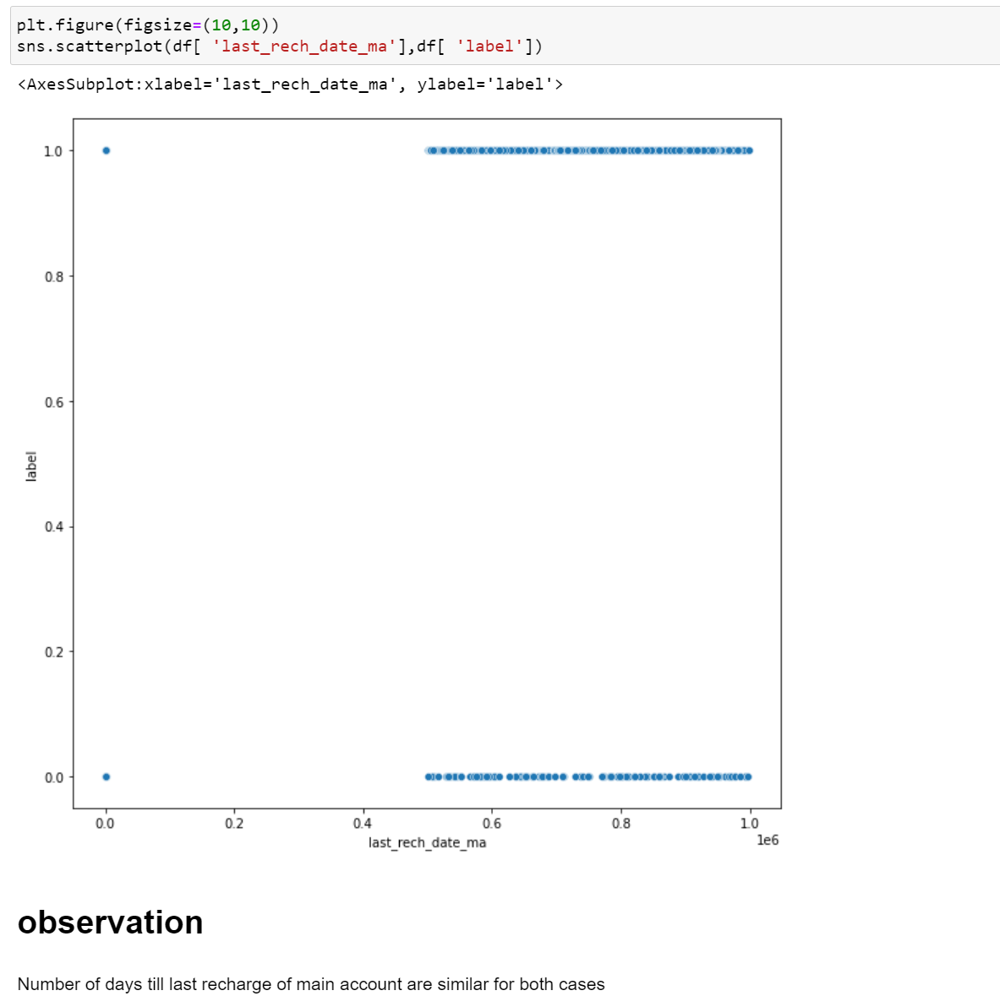 plt.figure(figsize=(10,10))
sns.scatterplot(df[ 'last_rech_date_ma'],df[ 'label'])
<AxesSubplot:xlabel='last_rech_date_ma', ylabel='label'>
1.0
0.8
0.6
label
0.4
0.2
0.0
0.0 0.2 0.4 0.6 0.8 1.0
last_rech_date_ma 1e6
observation
Number of days till last recharge of main account are similar for both cases